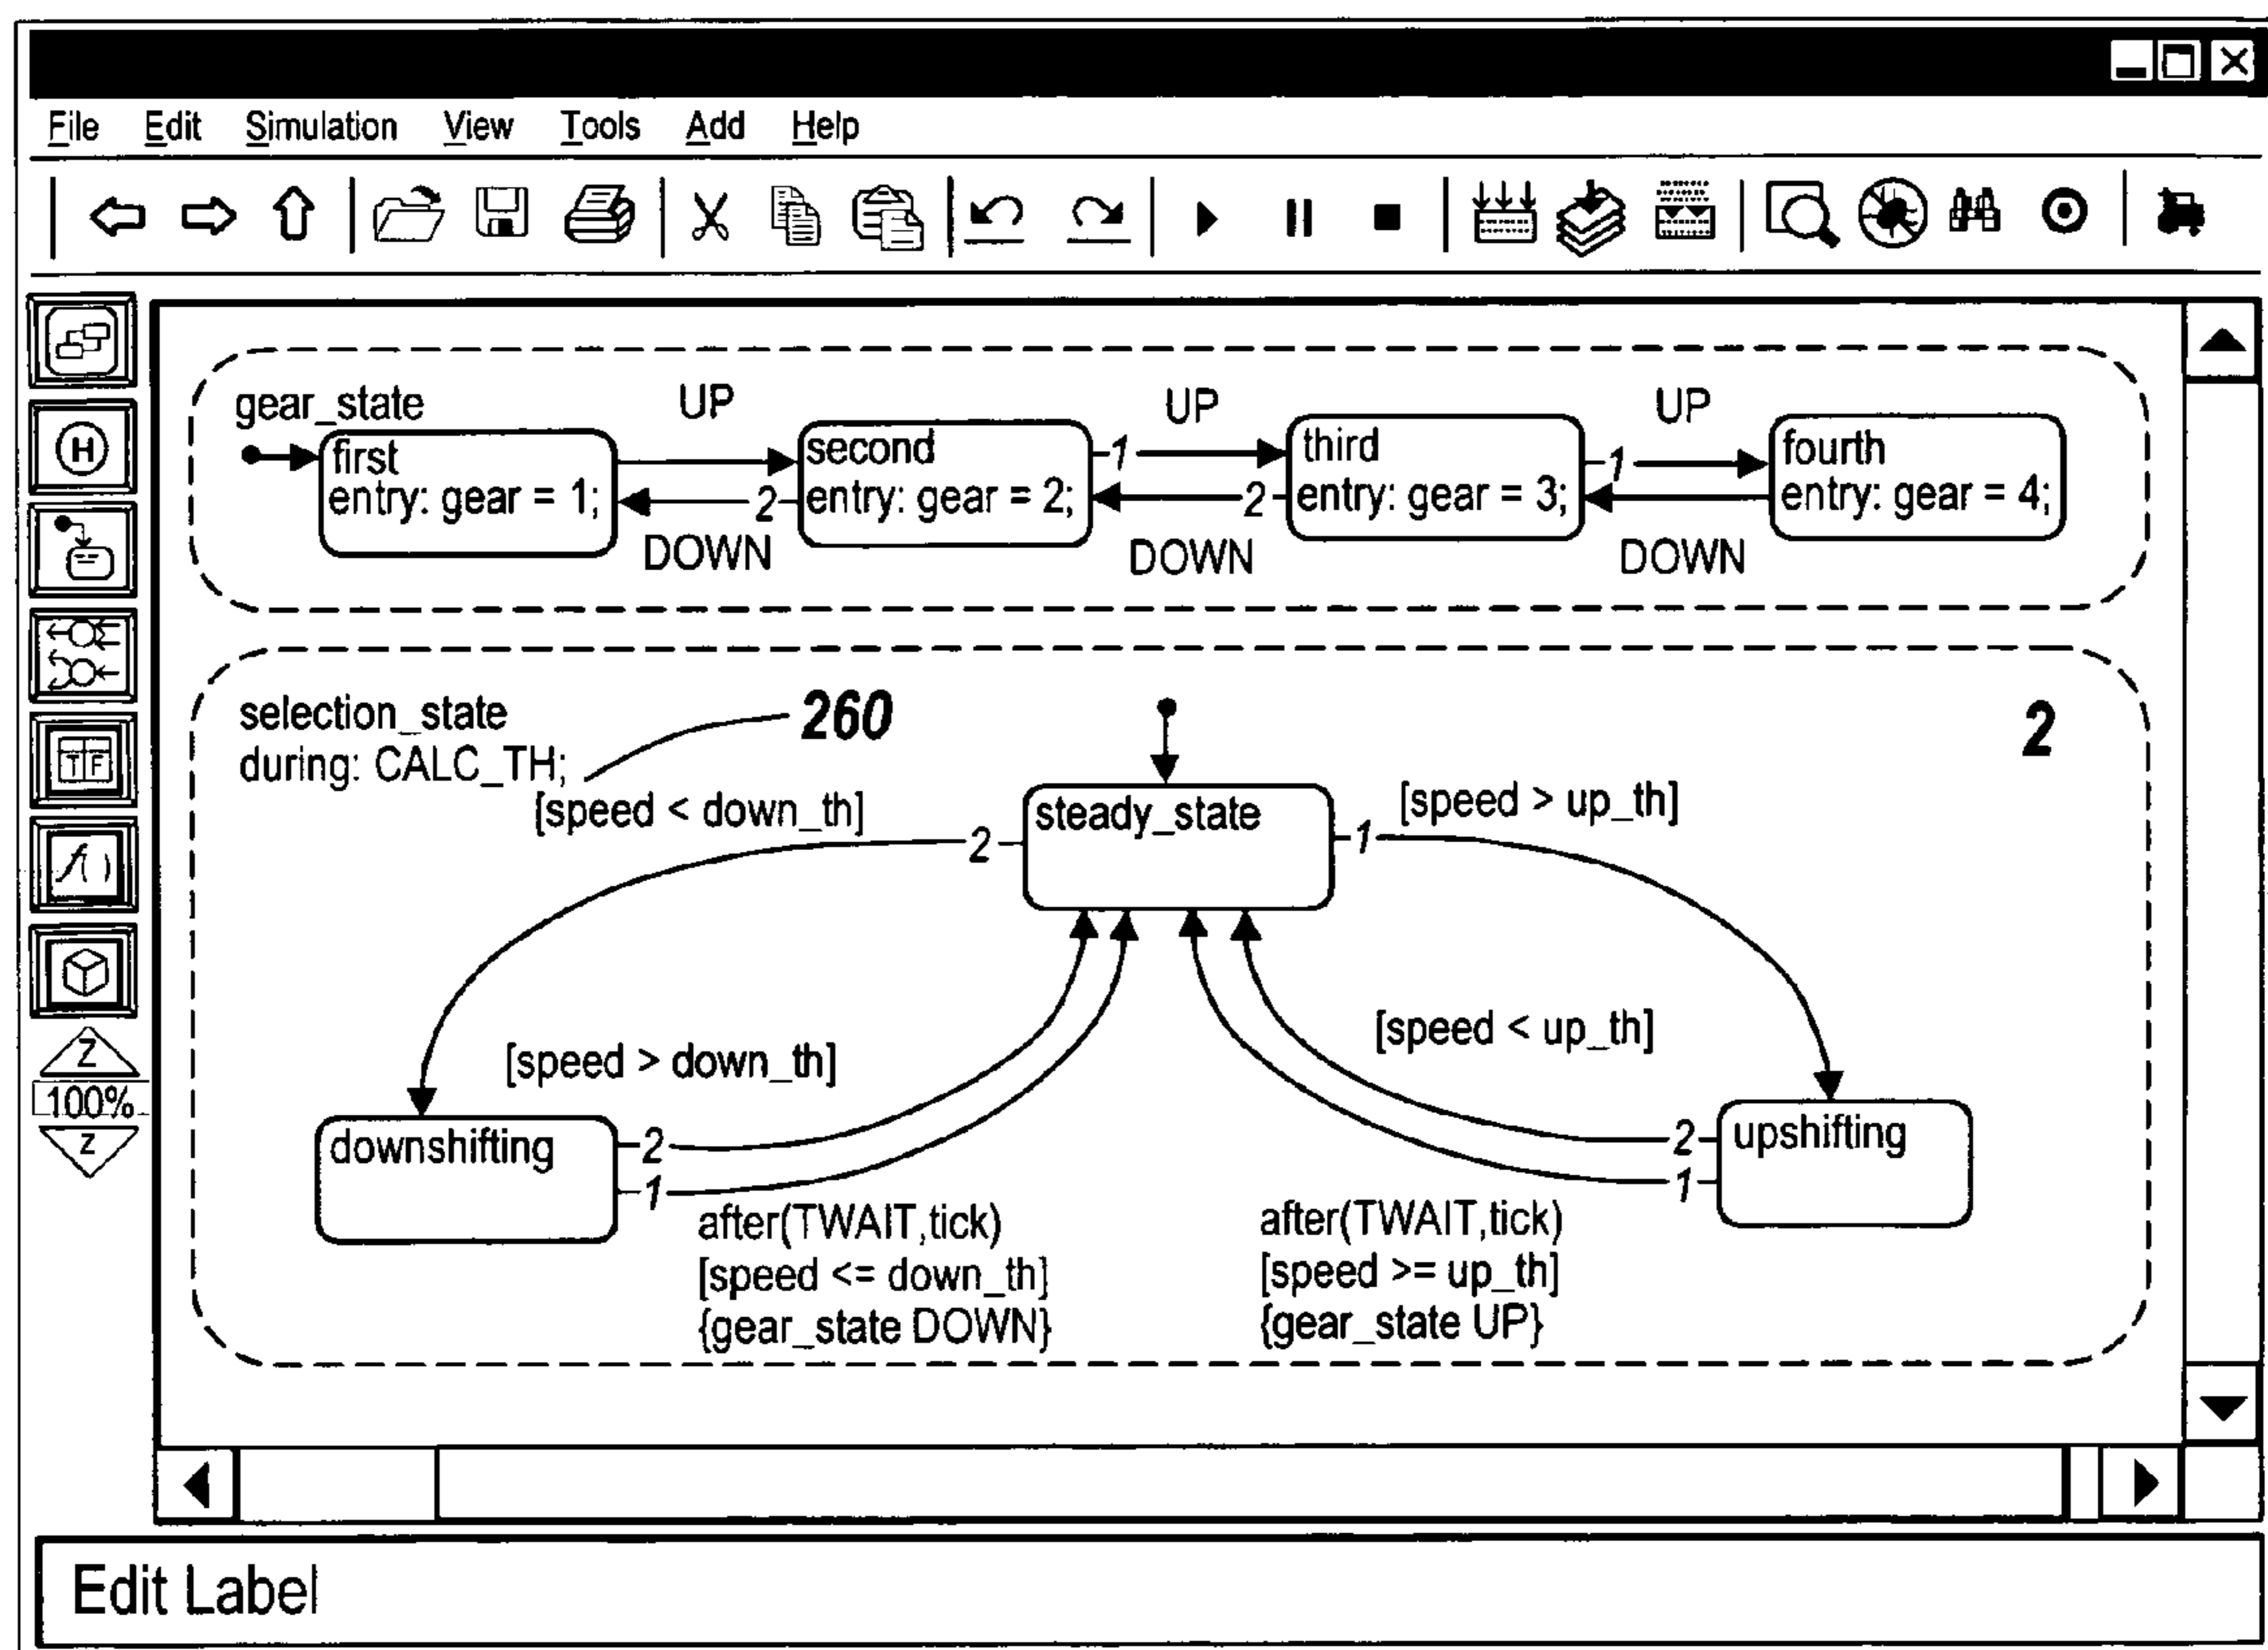 File Edit Simulation View Tools Add Help
H
T F
f( )
Z
100%
z
gear_state
UP UP UP
first
entry: gear = 1;
second
entry: gear = 2;
third
entry: gear = 3;
fourth
entry: gear = 4;
1 1
2 2
DOWN DOWN DOWN
selection_state
during: CALC_TH;
260
2
[speed < down_th]
2
steady_state
1
[speed > up_th]
[speed > down_th]
[speed < up_th]
downshifting
2
1
2
1
upshifting
after(TWAIT,tick)
[speed <= down_th]
{gear_state DOWN}
after(TWAIT,tick)
[speed >= up_th]
{gear_state UP}
Edit Label